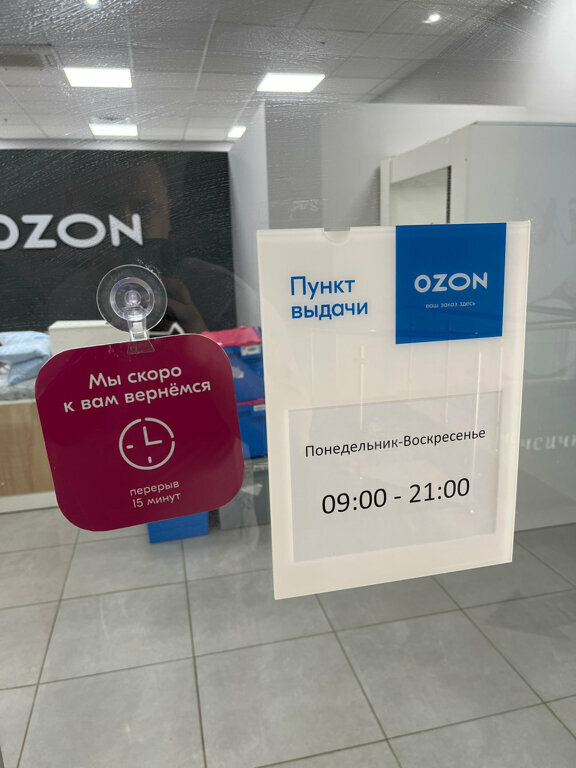 OZON
Пункт
выдачи
OZON
ваш заказ здесь
Мы скоро
к вам вернёмся
перерыв
15 минут
Понедельник-Воскресенье
09:00 - 21:00